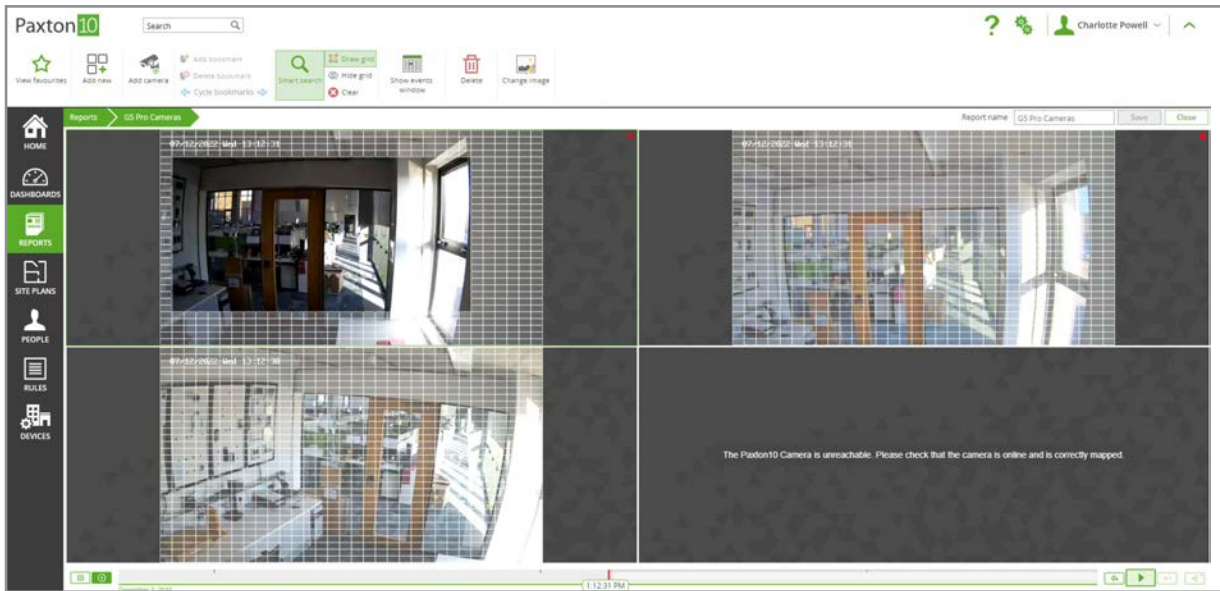 Paxton10
Search
Charlotte Powell
View favourites
Add new
Add camera
Add bookmark
Delete bookmark
Cycle bookmarks
Smart search
Draw grid
Hide grid
Clear
Show events window
Delete
Change image
HOME
DASHBOARDS
REPORTS
SITE PLANS
PEOPLE
RULES
DEVICES
Reports
G5 Pro Cameras
Report name
G5 Pro Cameras
Save
Close
07/12/2022 Wed 13:12:31
07/12/2022 Wed 13:12:31
07/12/2022 Wed 13:12:30
The Paxton10 Camera is unreachable. Please check that the camera is online and is correctly mapped.
1:12:31 PM
December 7, 2022